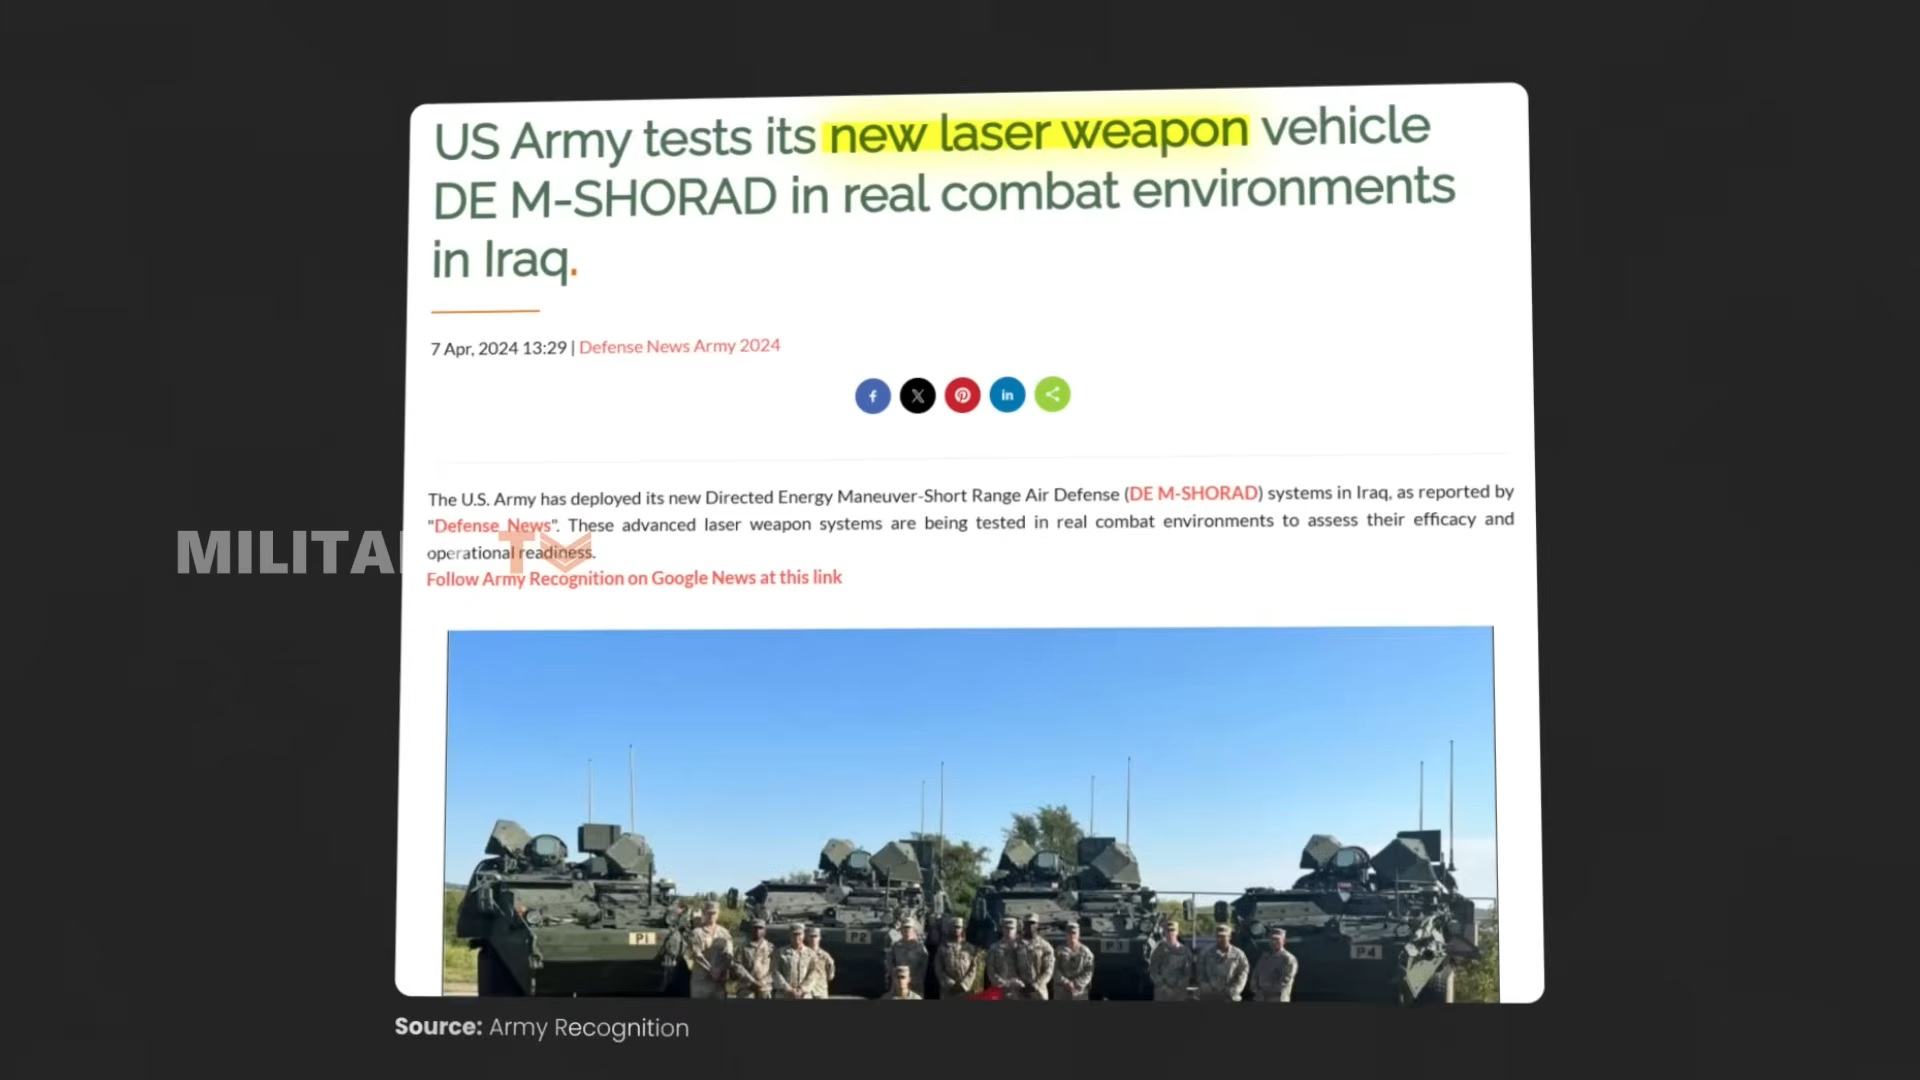 US Army tests its new laser weapon vehicle
DE M-SHORAD in real combat environments
in Iraq.
7 Apr, 2024 13:29 | Defense News Army 2024
The U.S. Army has deployed its new Directed Energy Maneuver-Short Range Air Defense (DE M-SHORAD) systems in Iraq, as reported by
"Defense News". These advanced laser weapon systems are being tested in real combat environments to assess their efficacy and
operational readiness.
Follow Army Recognition on Google News at this link
MILITA TV
P1
P2
P3
P4
Source: Army Recognition